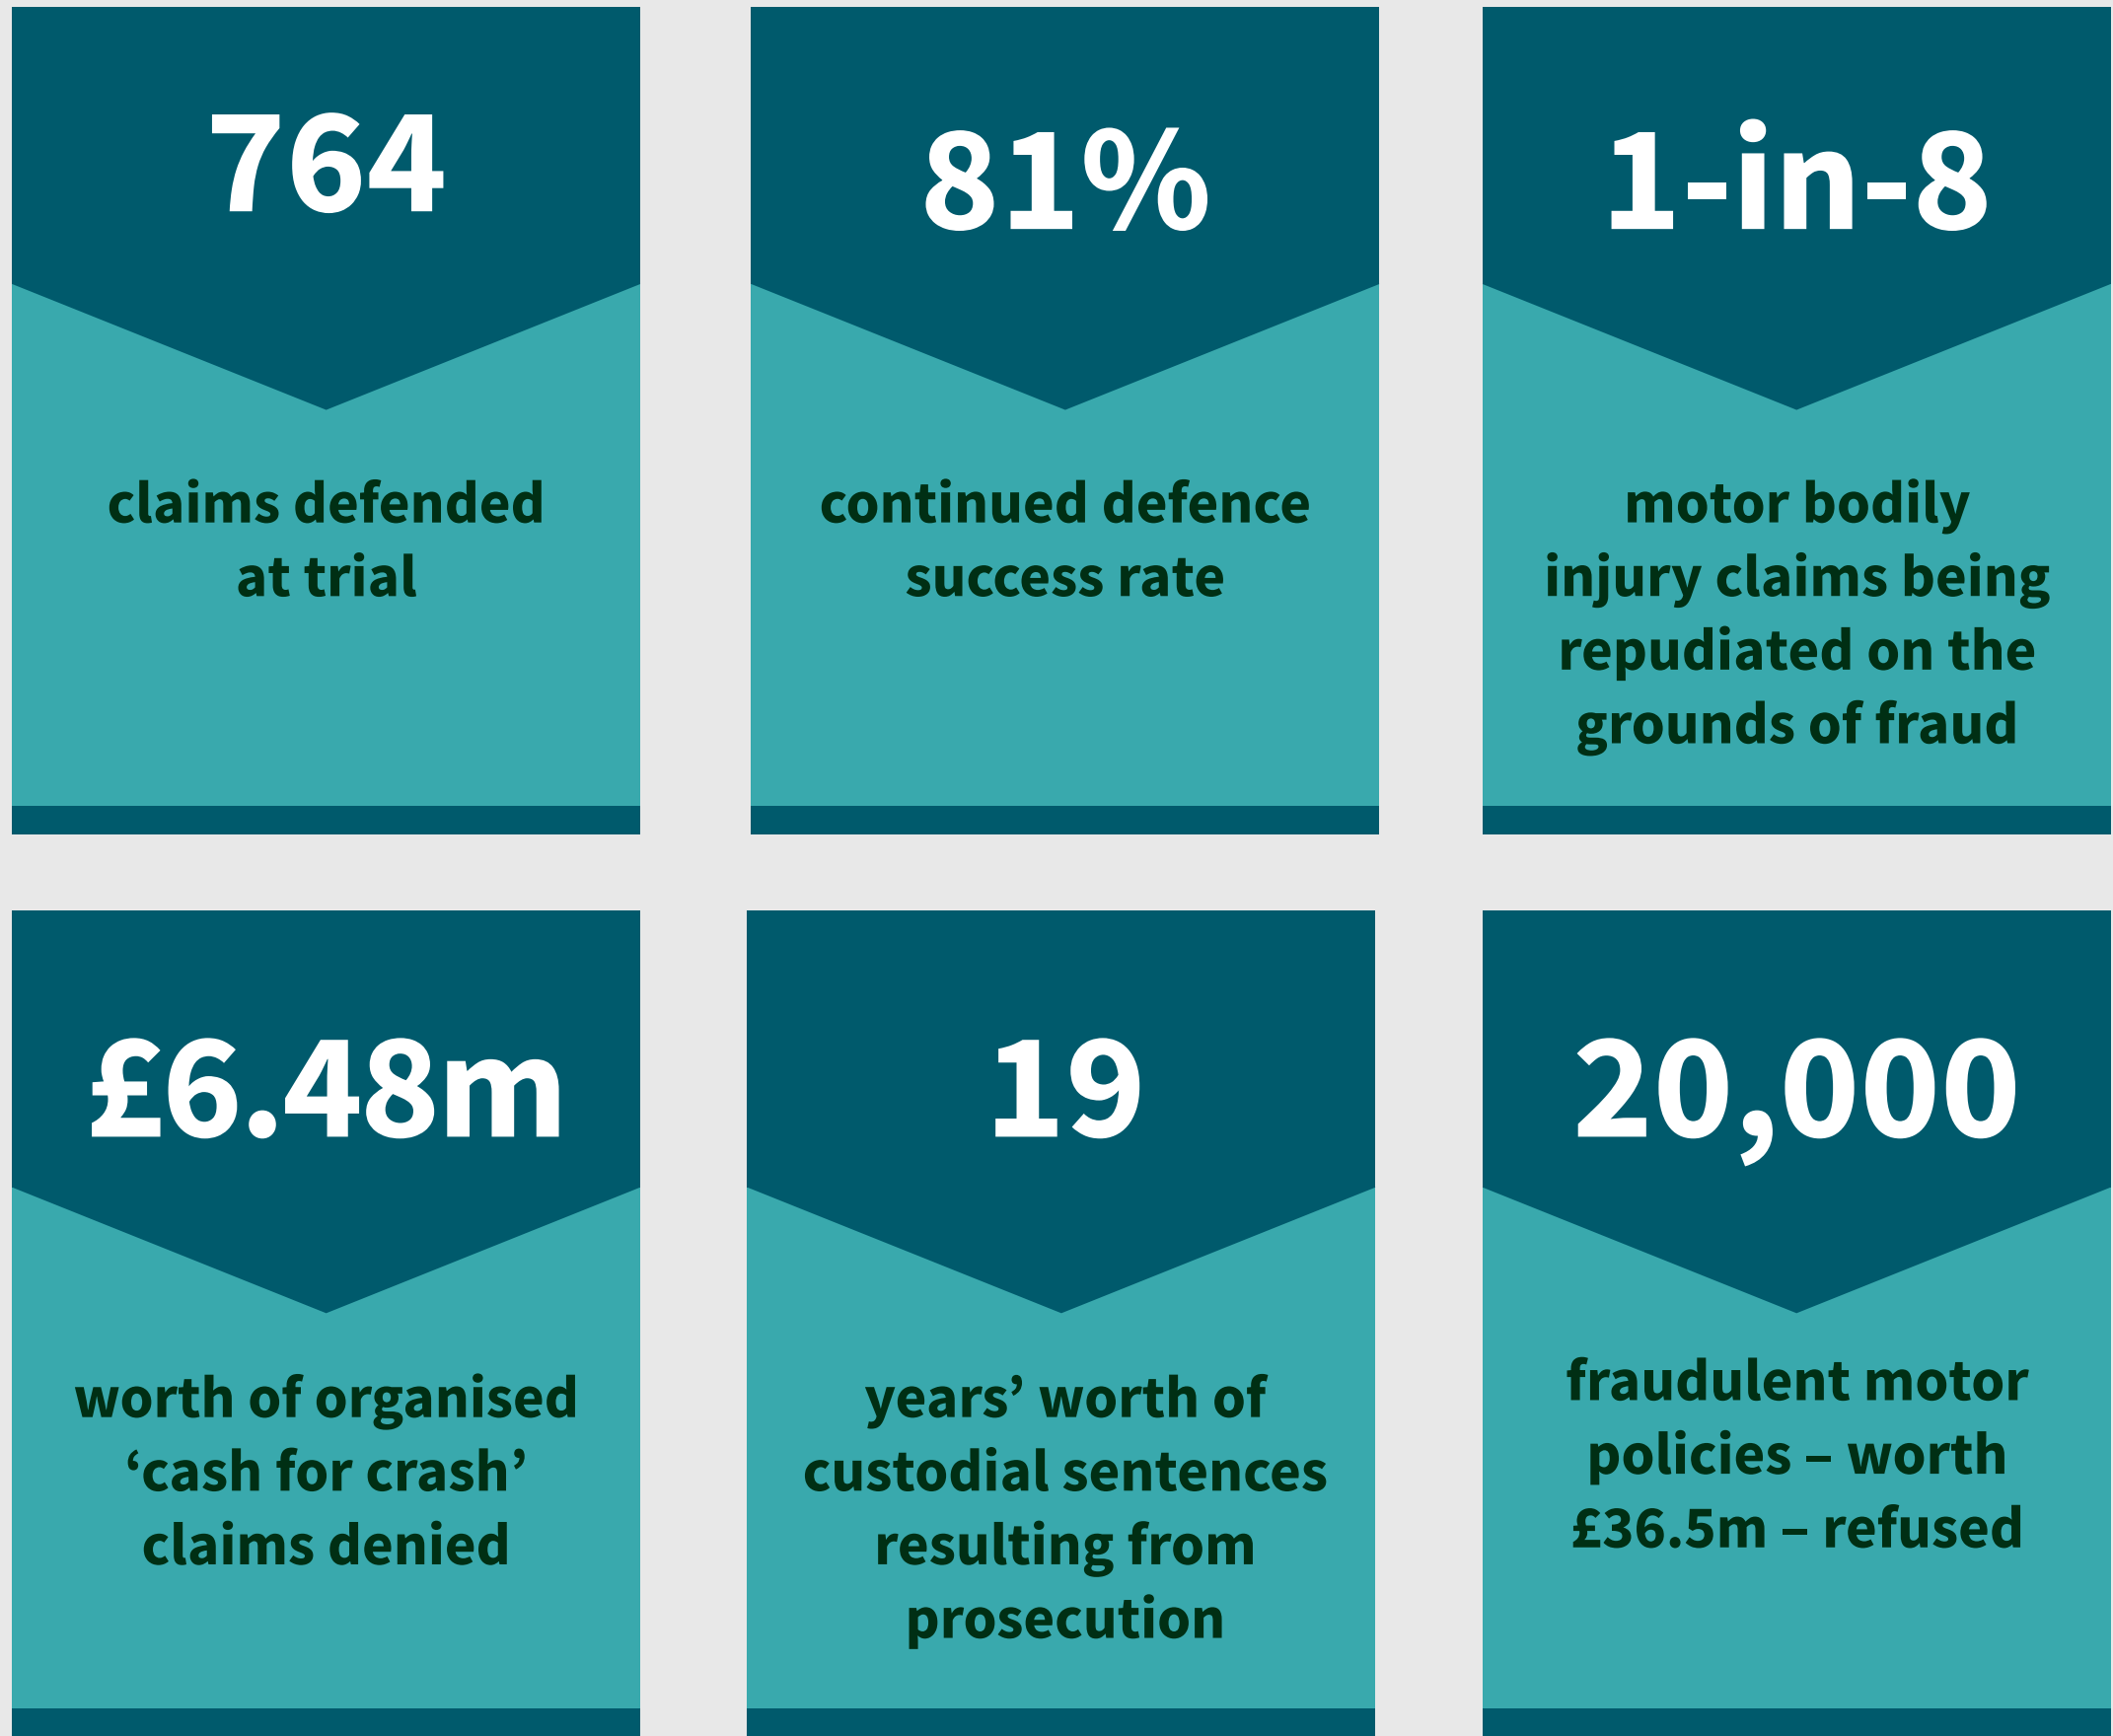 764
claims defended
at trial
81%
continued defence
success rate
1-in-8
motor bodily
injury claims being
repudiated on the
grounds of fraud
£6.48m
worth of organised
‘cash for crash’
claims denied
19
years’ worth of
custodial sentences
resulting from
prosecution
20,000
fraudulent motor
policies – worth
£36.5m – refused